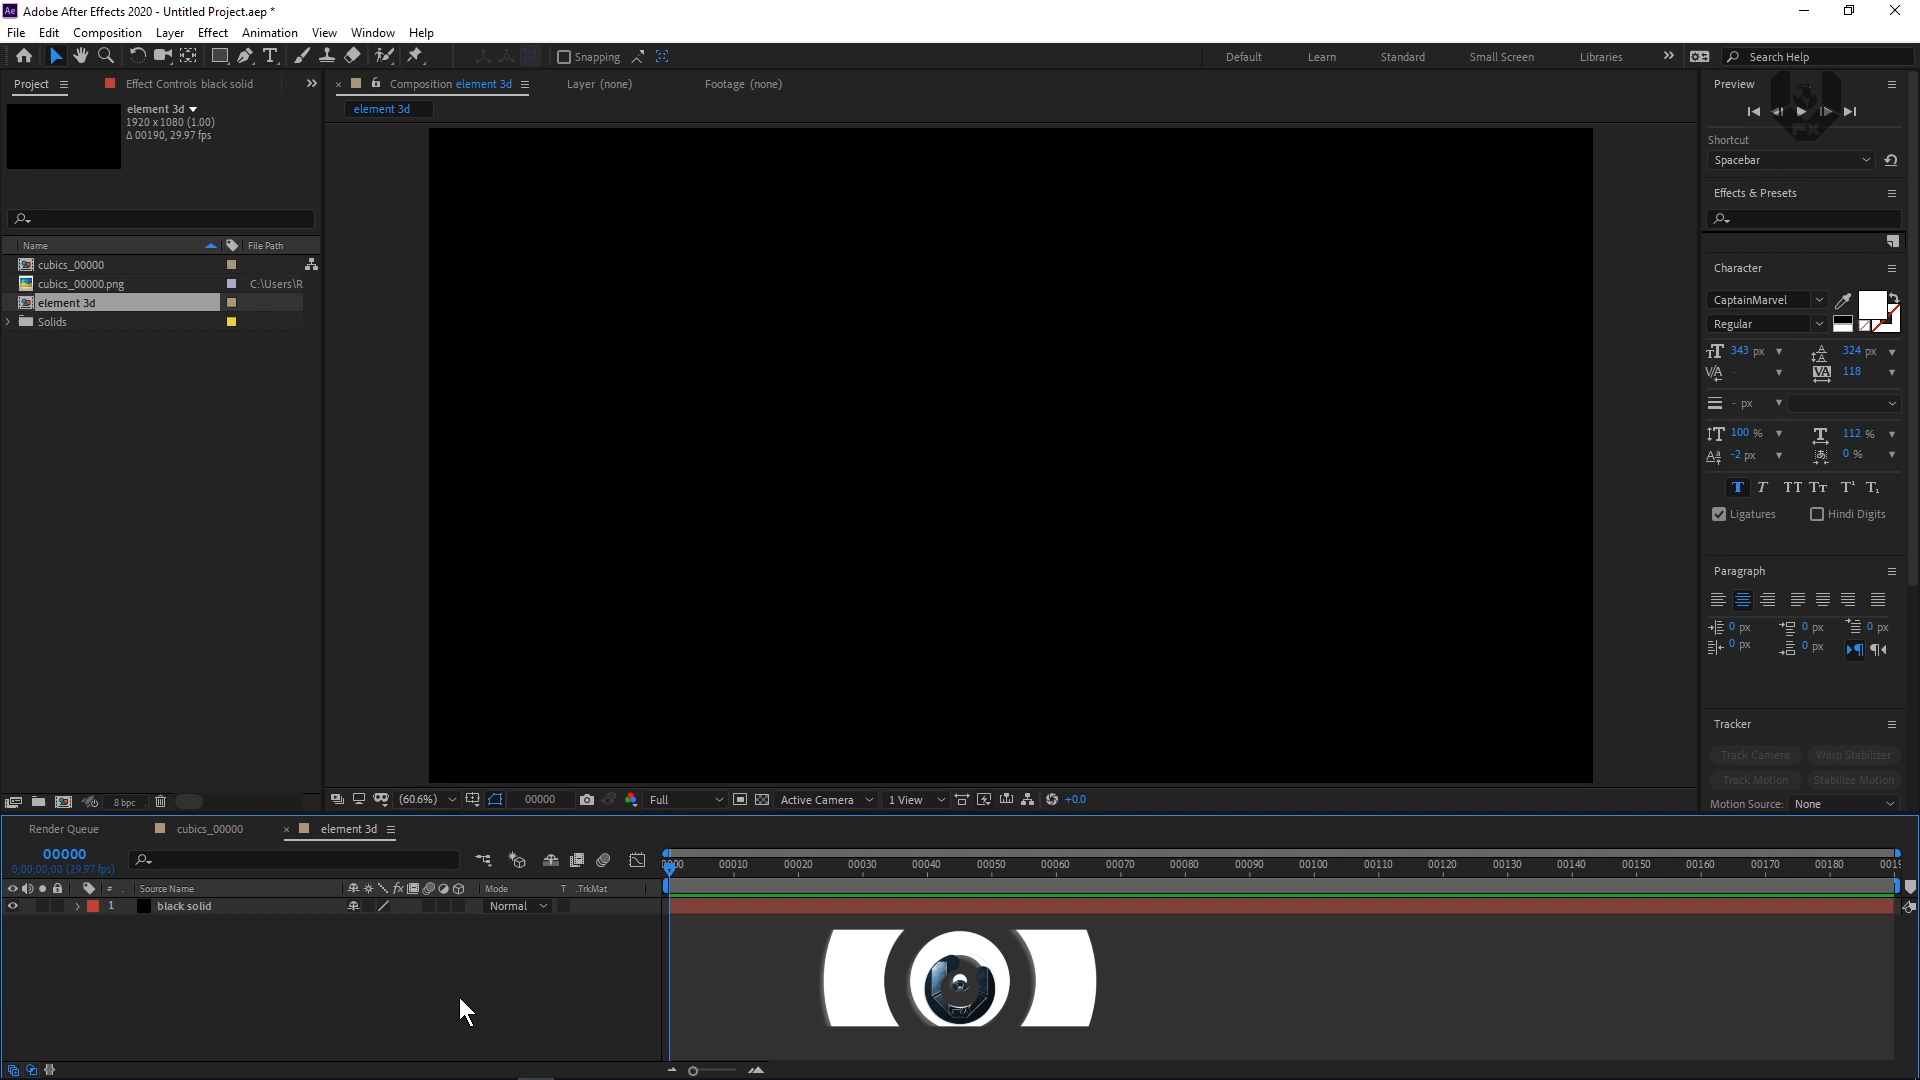 Adobe After Effects 2020 - Untitled Project.aep *
File Edit Composition Layer Effect Animation View Window Help
Snapping
Default Learn Standard Small Screen Libraries
Search Help
Project
Effect Controls black solid
Composition element 3d
Layer (none)
Footage (none)
Preview
element 3d
1920 x 1080 (1.00)
Δ 00190, 29.97 fps
element 3d
Shortcut
Spacebar
Effects & Presets
Name File Path
cubics_00000
cubics_00000.png C:\Users\R
element 3d
Solids
Character
CaptainMarvel
Regular
343 px 324 px
118
- px
100 % 112 %
-2 px 0 %
Ligatures Hindi Digits
Paragraph
0 px 0 px 0 px
0 px 0 px
Tracker
Track Camera Warp Stabilizer
Track Motion Stabilize Motion
Motion Source: None
8 bpc
(60.6%) 00000 Full Active Camera 1 View +0.0
Render Queue cubics_00000 element 3d
00000
0;00;00;00 (29.97 fps)
00010 00020 00030 00040 00050 00060 00070 00080 00090 00100 00110 00120 00130 00140 00150 00160 00170 00180
# Source Name Mode T .TrkMat
1 black solid Normal